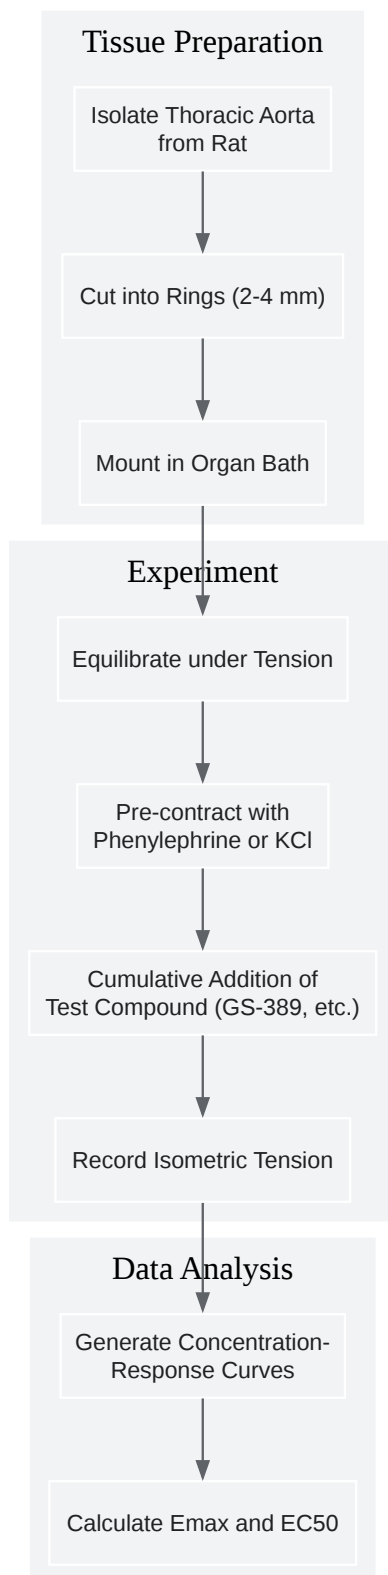 Tissue Preparation
Isolate Thoracic Aorta
from Rat
Cut into Rings (2-4 mm)
Mount in Organ Bath
Experiment
Equilibrate under Tension
Pre-contract with
Phenylephrine or KCl
Cumulative Addition of
Test Compound (GS-389, etc.)
Record Isometric Tension
Data Analysis
Generate Concentration-
Response Curves
Calculate Emax and EC50